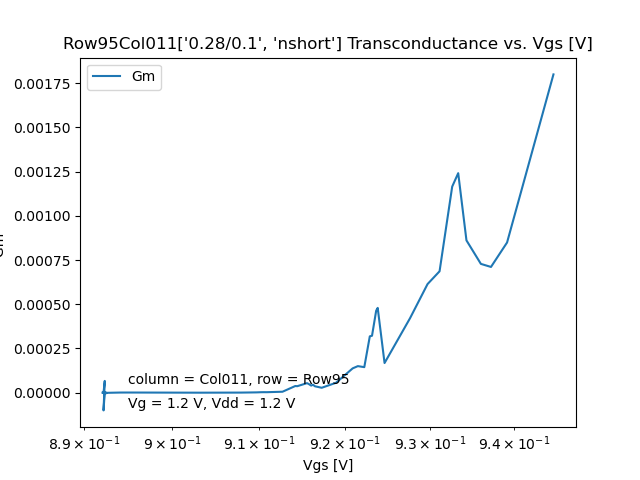 Row95Col011['0.28/0.1', 'nshort'] Transconductance vs. Vgs [V]
Gm
0.00175
0.00150
0.00125
0.00100
0.00075
0.00050
0.00025
0.00000
column = Col011, row = Row95
Vg = 1.2 V, Vdd = 1.2 V
8.9 × 10⁻¹ 9 × 10⁻¹ 9.1 × 10⁻¹ 9.2 × 10⁻¹ 9.3 × 10⁻¹ 9.4 × 10⁻¹
Vgs [V]